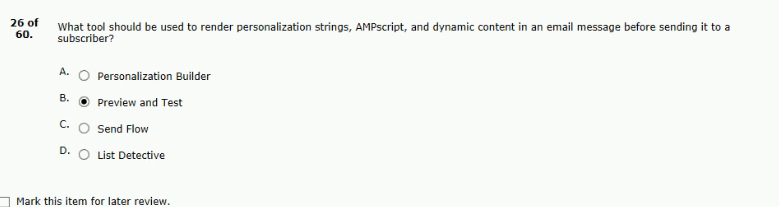 26 of 60. What tool should be used to render personalization strings, AMPscript, and dynamic content in an email message before sending it to a
subscriber?
A. Personalization Builder
B. Preview and Test
C. Send Flow
D. List Detective
Mark this item for later review.